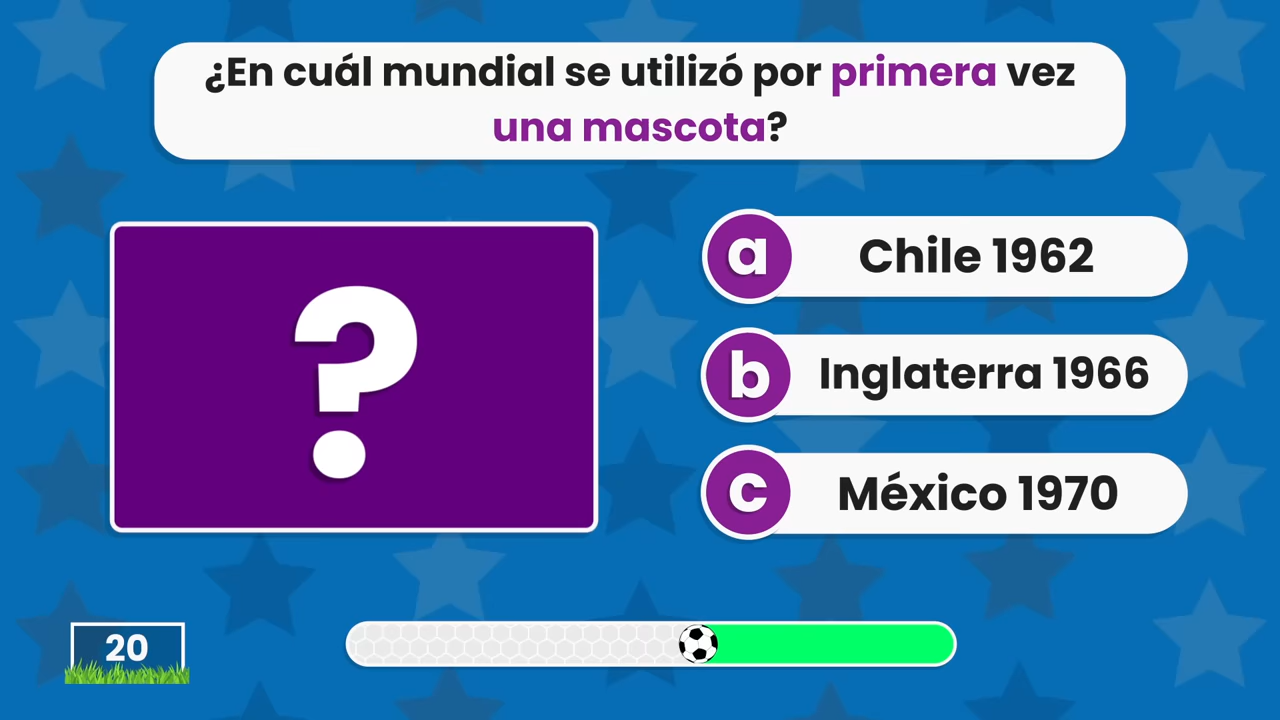 ¿En cuál mundial se utilizó por primera vez
una mascota?
?
a
Chile 1962
b
Inglaterra 1966
c
México 1970
20